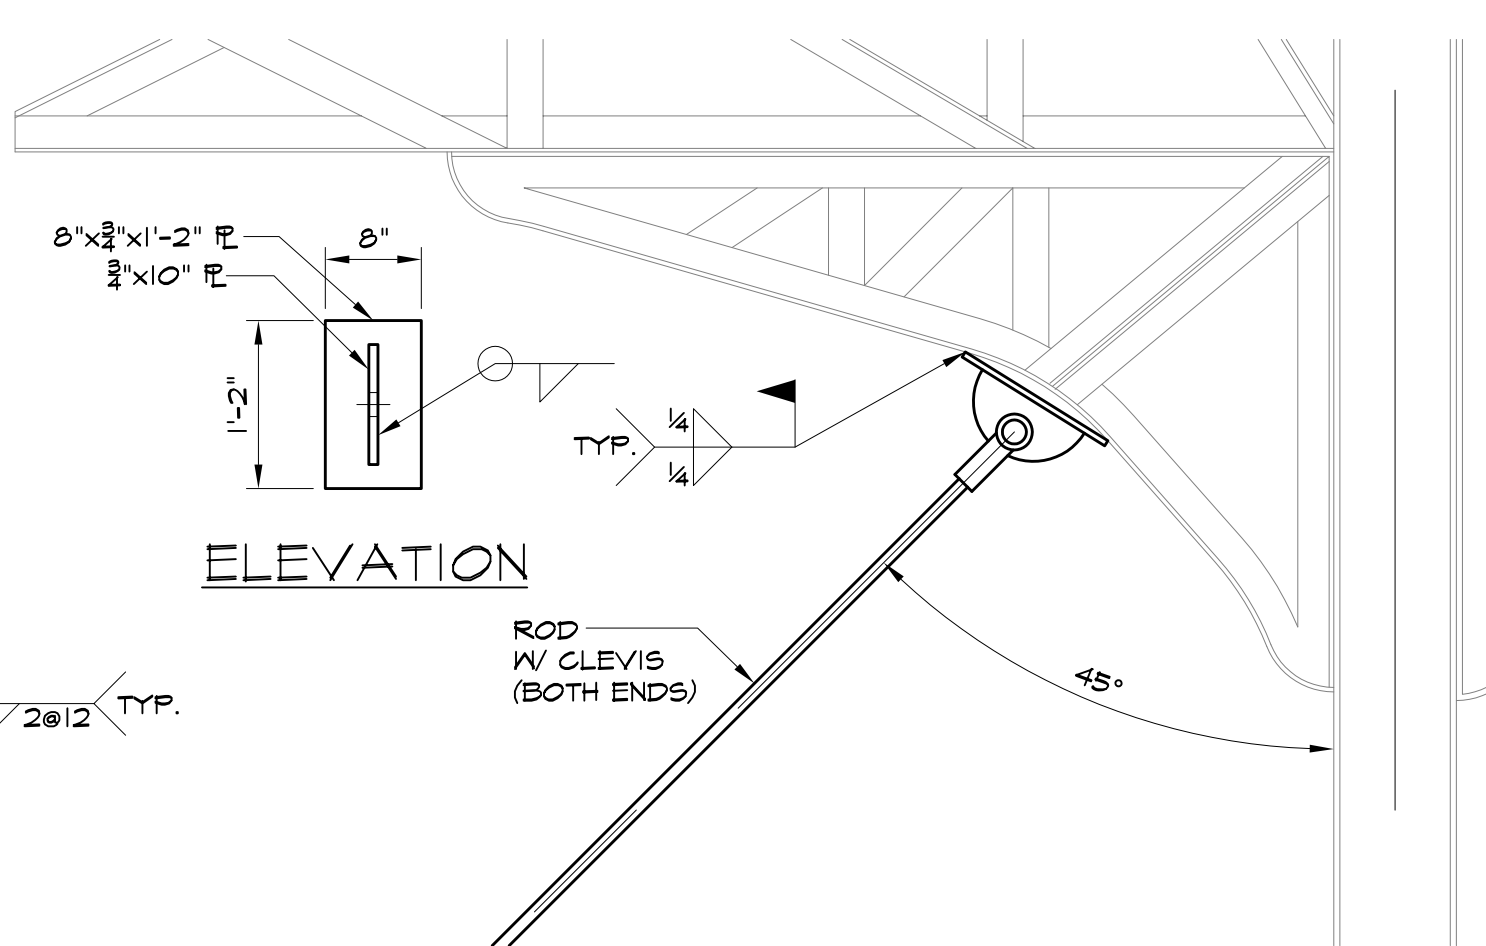 8"x3/4"x1'-2" PL
3/4"x10" PL
8"
1'-2"
ELEVATION
TYP.
1/4
1/4
ROD
W/ CLEVIS
(BOTH ENDS)
45°
2@12 TYP.